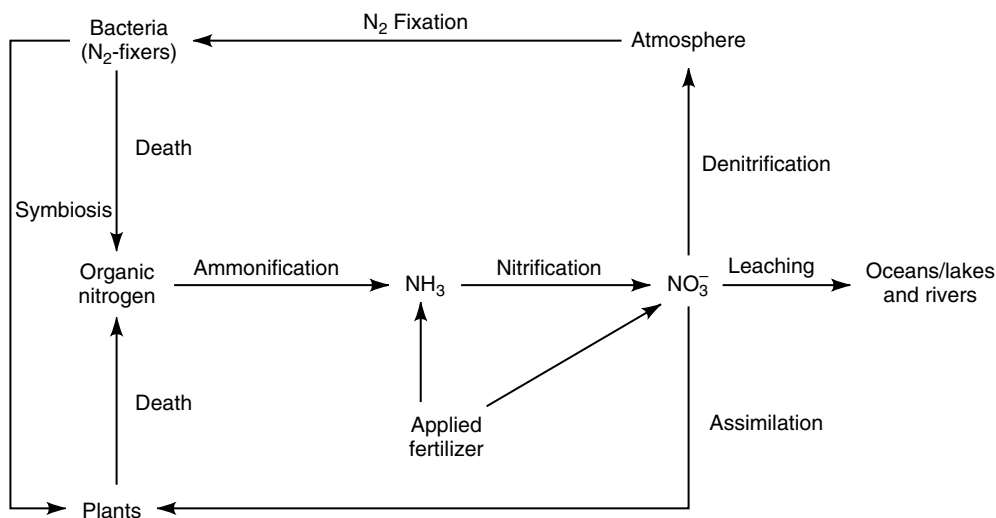 Bacteria
(N₂-fixers)
N₂ Fixation
Atmosphere
Death
Denitrification
Symbiosis
Organic
nitrogen
Ammonification
NH₃
Nitrification
NO₃⁻
Leaching
Oceans/lakes
and rivers
Death
Applied
fertilizer
Assimilation
Plants